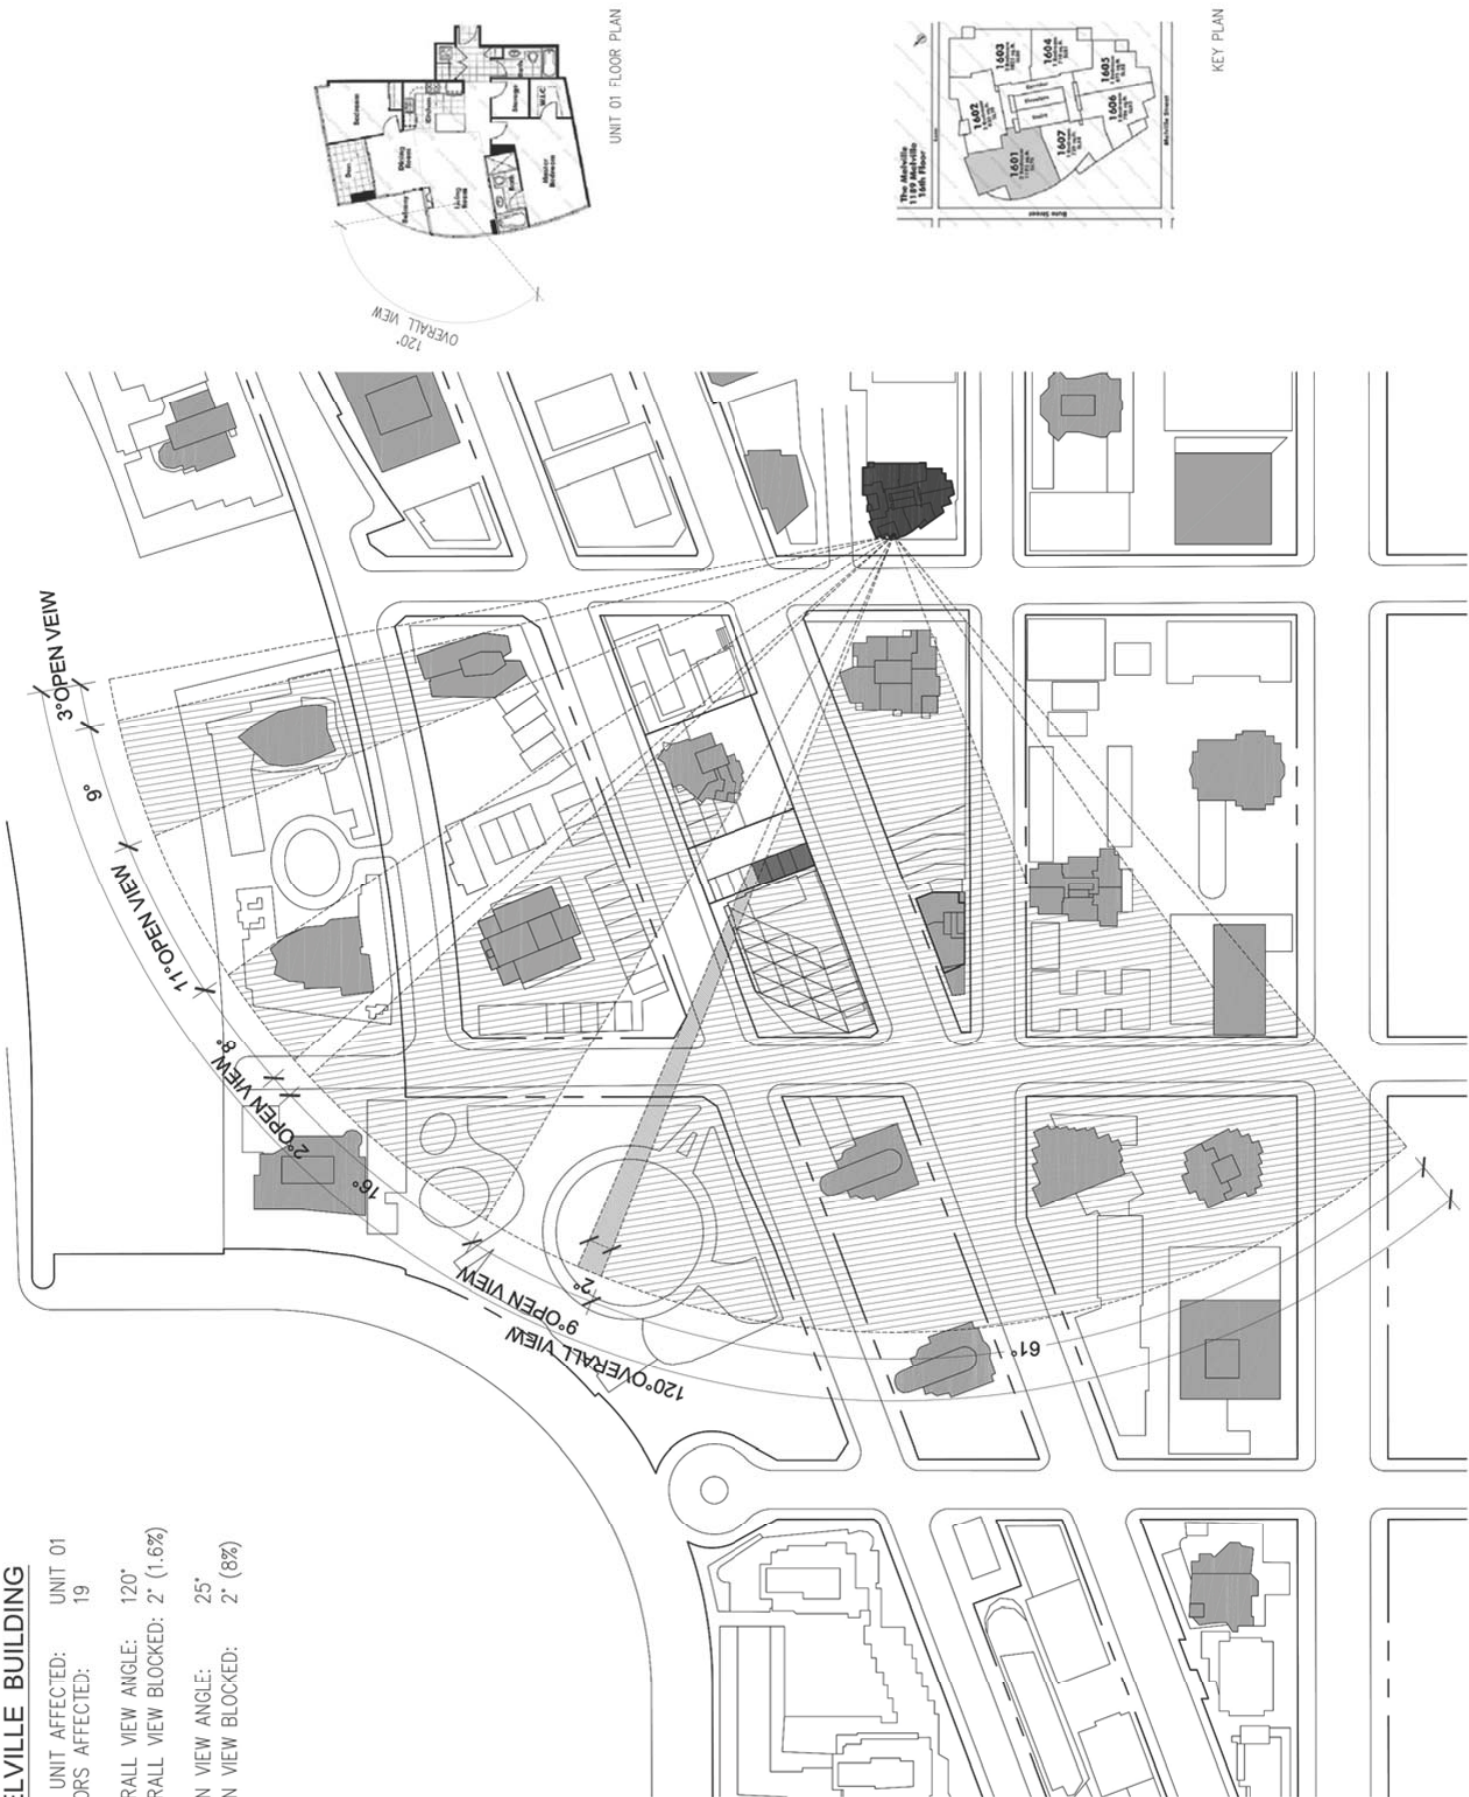 ELVILLE BUILDING
UNIT AFFECTED: UNIT 01
ORS AFFECTED: 19
RALL VIEW ANGLE: 120°
RALL VIEW BLOCKED: 2° (1.6%)
N VIEW ANGLE: 25°
N VIEW BLOCKED: 2° (8%)
3°OPEN VEIW
9°
11°OPEN VIEW
8°
2°OPEN VIEW
16°
9°OPEN VIEW
2°
120°OVERALL VIEW
61°
UNIT 01 FLOOR PLAN
Bedroom
Den
Dining
Room
Kitchen
Balcony
Living
Room
Bath
Bath
Storage
W.I.C
Master
Bedroom
120°
OVERALL VIEW
KEY PLAN
The Melville
1189 Melville
16th Floor
1601
1602
1603
1604
1605
1606
1607
Corridor
Elevators
Stairs
Bute Street
Melville Street